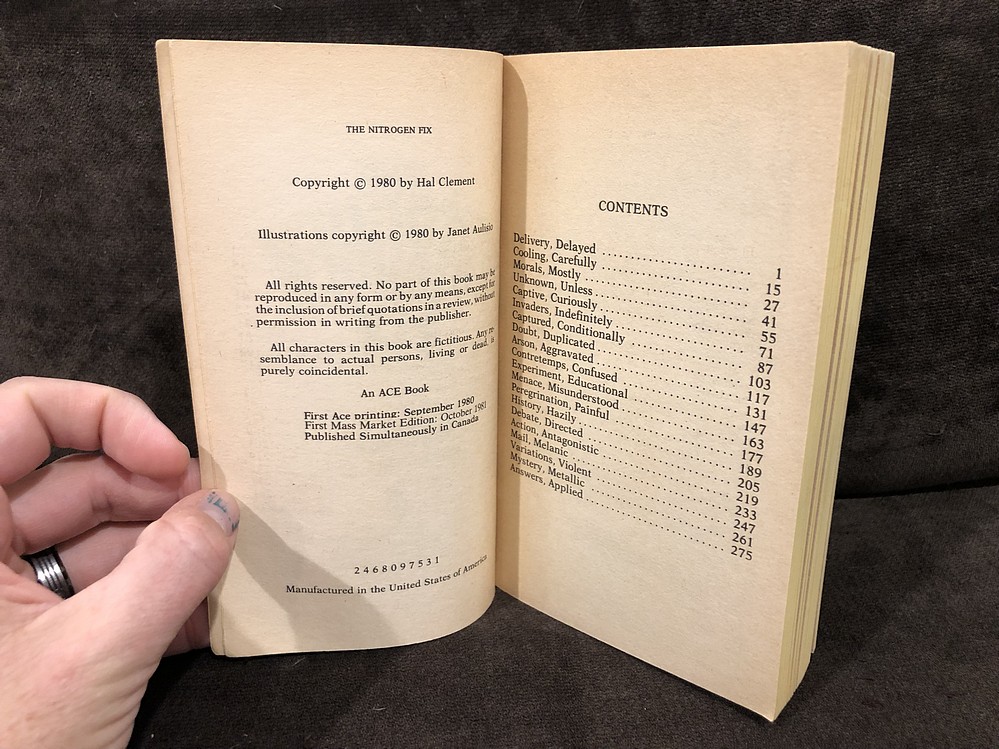 THE NITROGEN FIX
Copyright © 1980 by Hal Clement
Illustrations copyright © 1980 by Janet Aulisio
All rights reserved. No part of this book may be
reproduced in any form or by any means, except for
the inclusion of brief quotations in a review, without
permission in writing from the publisher.
All characters in this book are fictitious. Any re-
semblance to actual persons, living or dead, is
purely coincidental.
An ACE Book
First Ace printing: September 1980
First Mass Market Edition: October 1981
Published Simultaneously in Canada
2 4 6 8 0 9 7 5 3 1
Manufactured in the United States of America
CONTENTS
Delivery, Delayed 1
Cooling, Carefully 15
Morals, Mostly 27
Unknown, Unless 41
Captive, Curiously 55
Invaders, Indefinitely 71
Captured, Conditionally 87
Doubt, Duplicated 103
Arson, Aggravated 117
Contretemps, Confused 131
Experiment, Educational 147
Menace, Misunderstood 163
Peregrination, Painful 177
History, Hazily 189
Debate, Directed 205
Action, Antagonistic 219
Mail, Melanic 233
Variations, Violent 247
Mystery, Metallic 261
Answers, Applied 275